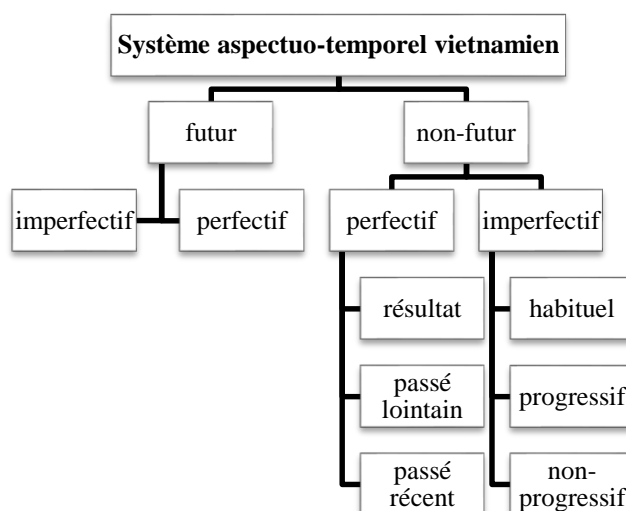 Système aspectuo-temporel vietnamien
futur
non-futur
imperfectif
perfectif
perfectif
imperfectif
résultat
habituel
passé
lointain
progressif
passé
récent
non-
progressif